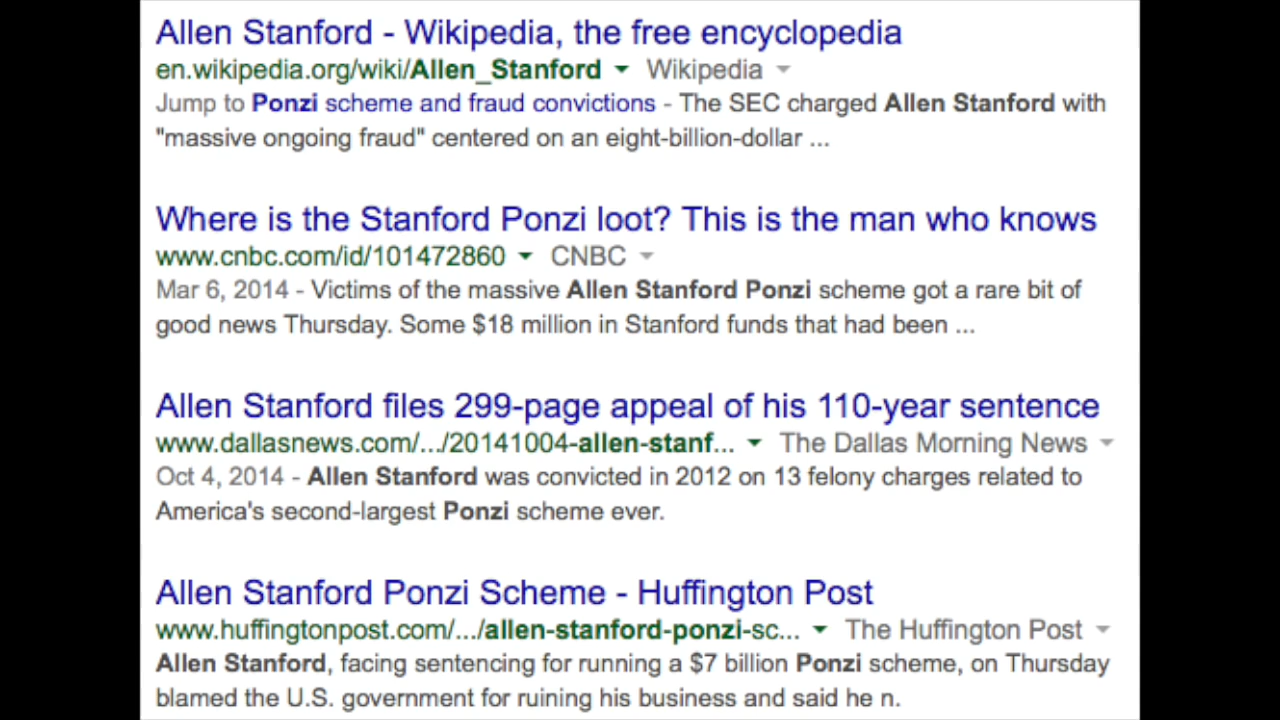 Allen Stanford - Wikipedia, the free encyclopedia
en.wikipedia.org/wiki/Allen_Stanford Wikipedia
Jump to Ponzi scheme and fraud convictions - The SEC charged Allen Stanford with
"massive ongoing fraud" centered on an eight-billion-dollar ...
Where is the Stanford Ponzi loot? This is the man who knows
www.cnbc.com/id/101472860 CNBC
Mar 6, 2014 - Victims of the massive Allen Stanford Ponzi scheme got a rare bit of
good news Thursday. Some $18 million in Stanford funds that had been ...
Allen Stanford files 299-page appeal of his 110-year sentence
www.dallasnews.com/.../20141004-allen-stanf... The Dallas Morning News
Oct 4, 2014 - Allen Stanford was convicted in 2012 on 13 felony charges related to
America's second-largest Ponzi scheme ever.
Allen Stanford Ponzi Scheme - Huffington Post
www.huffingtonpost.com/.../allen-stanford-ponzi-sc... The Huffington Post
Allen Stanford, facing sentencing for running a $7 billion Ponzi scheme, on Thursday
blamed the U.S. government for ruining his business and said he n.